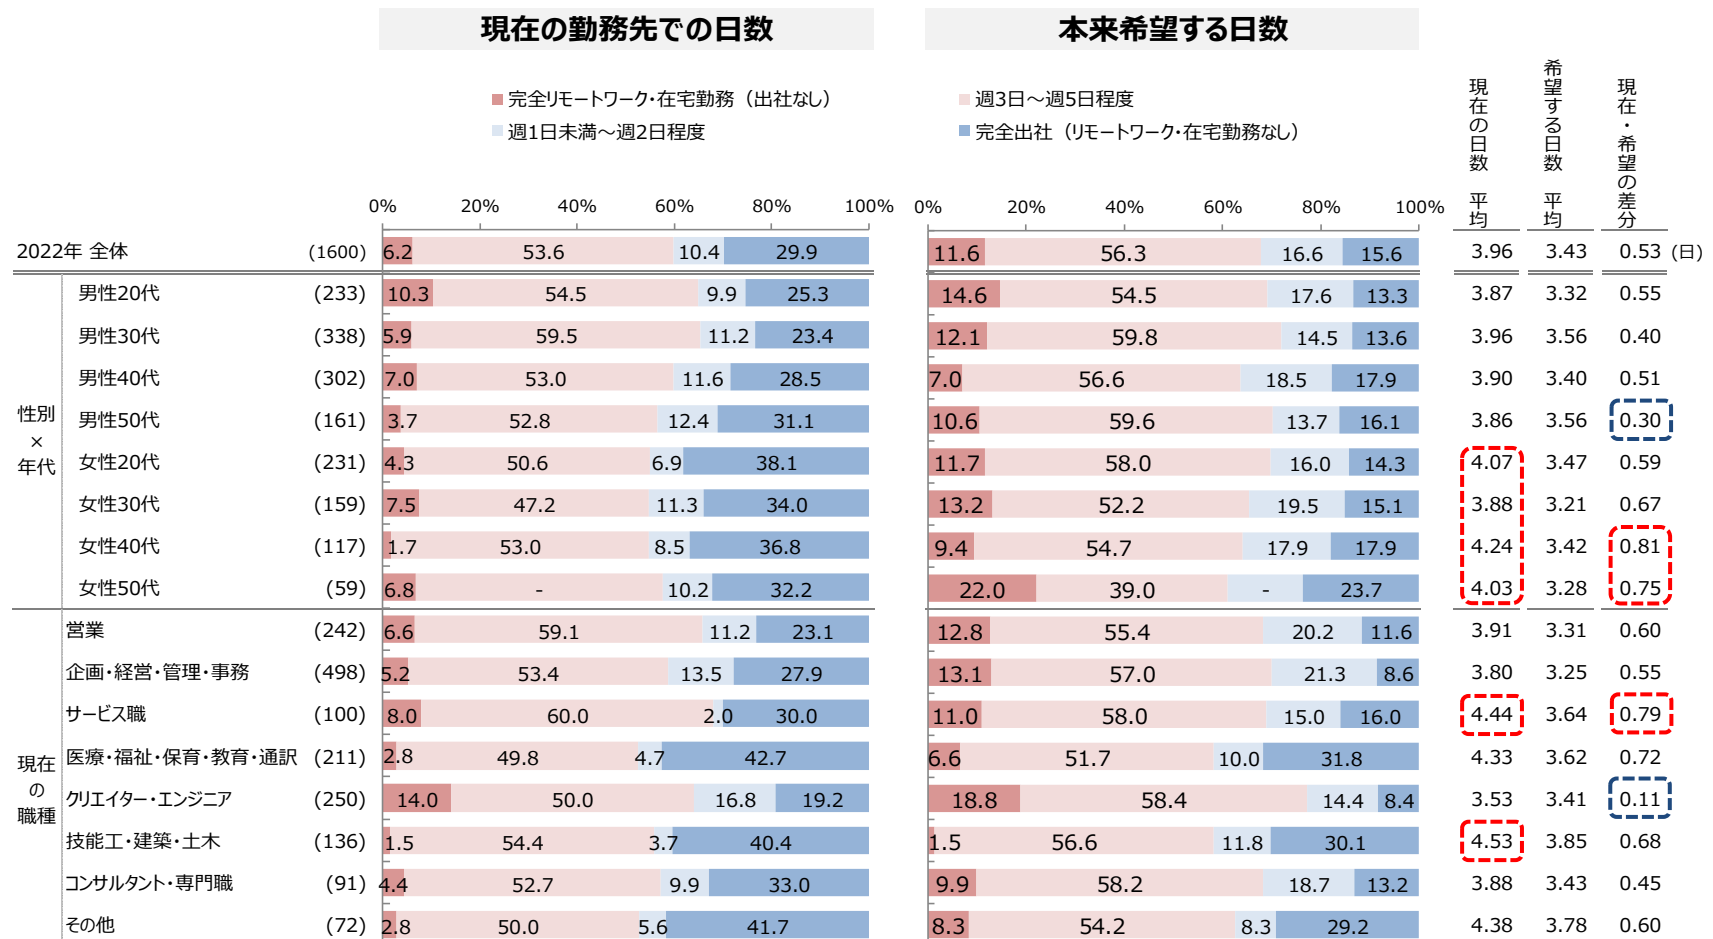 現在の勤務先での日数
本来希望する日数
完全リモートワーク・在宅勤務（出社なし）
週3日～週5日程度
週1日未満～週2日程度
完全出社（リモートワーク・在宅勤務なし）
現在の日数 平均
希望する日数 平均
現在・希望の差分
0% 20% 40% 60% 80% 100%
0% 20% 40% 60% 80% 100%
2022年 全体 (1600) 6.2 53.6 10.4 29.9 11.6 56.3 16.6 15.6 3.96 3.43 0.53 (日)
性別×年代
男性20代 (233) 10.3 54.5 9.9 25.3 14.6 54.5 17.6 13.3 3.87 3.32 0.55
男性30代 (338) 5.9 59.5 11.2 23.4 12.1 59.8 14.5 13.6 3.96 3.56 0.40
男性40代 (302) 7.0 53.0 11.6 28.5 7.0 56.6 18.5 17.9 3.90 3.40 0.51
男性50代 (161) 3.7 52.8 12.4 31.1 10.6 59.6 13.7 16.1 3.86 3.56 0.30
女性20代 (231) 4.3 50.6 6.9 38.1 11.7 58.0 16.0 14.3 4.07 3.47 0.59
女性30代 (159) 7.5 47.2 11.3 34.0 13.2 52.2 19.5 15.1 3.88 3.21 0.67
女性40代 (117) 1.7 53.0 8.5 36.8 9.4 54.7 17.9 17.9 4.24 3.42 0.81
女性50代 (59) 6.8 - 10.2 32.2 22.0 39.0 - 23.7 4.03 3.28 0.75
現在の職種
営業 (242) 6.6 59.1 11.2 23.1 12.8 55.4 20.2 11.6 3.91 3.31 0.60
企画・経営・管理・事務 (498) 5.2 53.4 13.5 27.9 13.1 57.0 21.3 8.6 3.80 3.25 0.55
サービス職 (100) 8.0 60.0 2.0 30.0 11.0 58.0 15.0 16.0 4.44 3.64 0.79
医療・福祉・保育・教育・通訳 (211) 2.8 49.8 4.7 42.7 6.6 51.7 10.0 31.8 4.33 3.62 0.72
クリエイター・エンジニア (250) 14.0 50.0 16.8 19.2 18.8 58.4 14.4 8.4 3.53 3.41 0.11
技能工・建築・土木 (136) 1.5 54.4 3.7 40.4 1.5 56.6 11.8 30.1 4.53 3.85 0.68
コンサルタント・専門職 (91) 4.4 52.7 9.9 33.0 9.9 58.2 18.7 13.2 3.88 3.43 0.45
その他 (72) 2.8 50.0 5.6 41.7 8.3 54.2 8.3 29.2 4.38 3.78 0.60